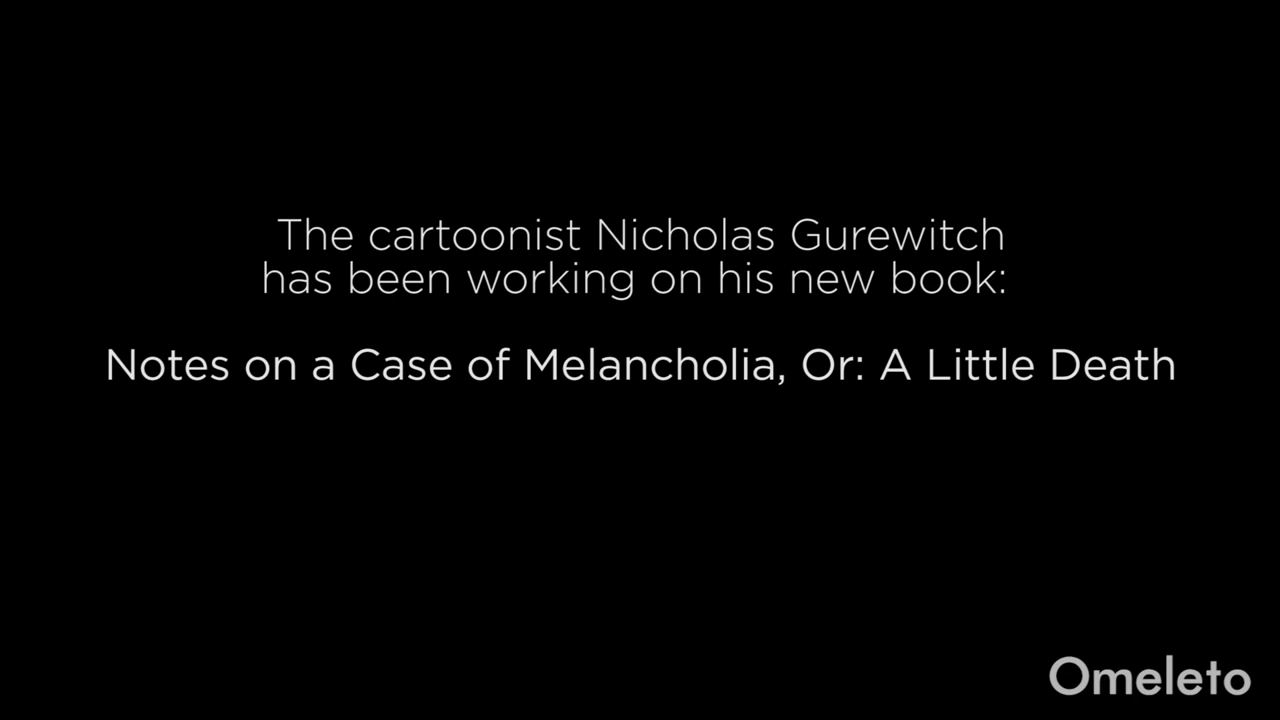 The cartoonist Nicholas Gurewitch
has been working on his new book:
Notes on a Case of Melancholia, Or: A Little Death
Omeleto